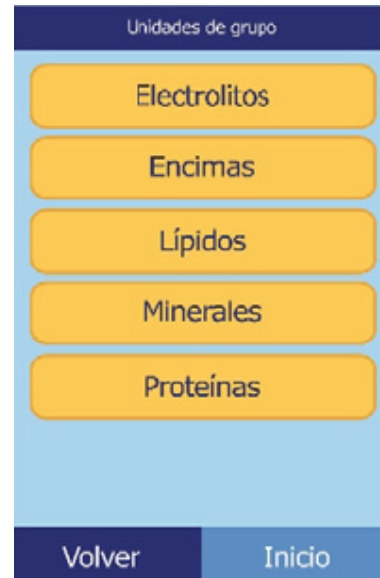 Unidades de grupo
Electrolitos
Encimas
Lípidos
Minerales
Proteínas
Volver Inicio